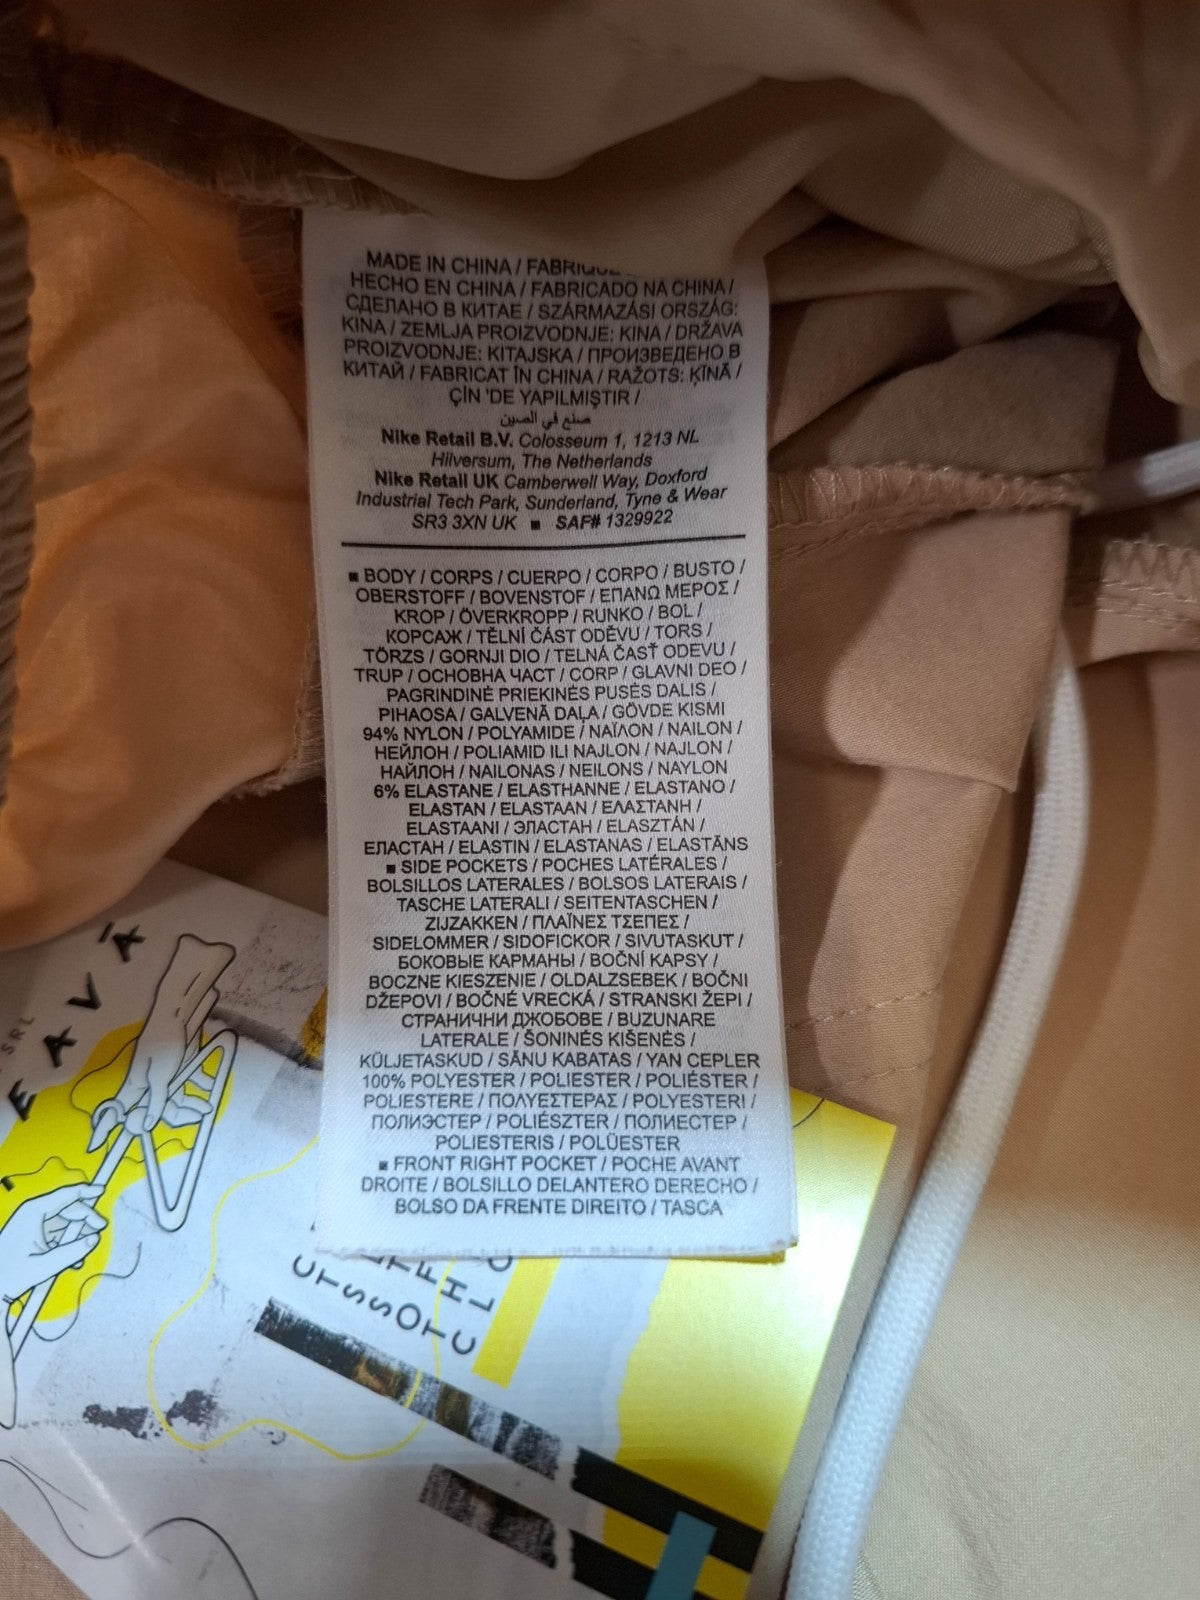 MADE IN CHINA / FABRIQUÉ
HECHO EN CHINA / FABRICADO NA CHINA /
СДЕЛАНО В КИТАЕ / SZÁRMAZÁSI ORSZÁG:
KINA / ZEMLJA PROIZVODNJE: KINA / DRŽAVA
PROIZVODNJE: KITAJSKA / ПРОИЗВЕДЕНО В
КИТАЙ / FABRICAT ÎN CHINA / RAŽOTS: ĶĪNĀ /
ÇİN 'DE YAPILMIŞTIR /
صنع في الصين
Nike Retail B.V. Colosseum 1, 1213 NL
Hilversum, The Netherlands
Nike Retail UK Camberwell Way, Doxford
Industrial Tech Park, Sunderland, Tyne & Wear
SR3 3XN UK ■ SAF# 1329922
■ BODY / CORPS / CUERPO / CORPO / BUSTO /
OBERSTOFF / BOVENSTOF / ΕΠΑΝΩ ΜΕΡΟΣ /
KROP / ÖVERKROPP / RUNKO / BOL /
КОРСАЖ / TĚLNÍ ČÁST ODĚVU / TORS /
TÖRZS / GORNJI DIO / TELNÁ ČASŤ ODEVU /
TRUP / ОСНОВНА ЧАСТ / CORP / GLAVNI DEO /
PAGRINDINĖ PRIEKINĖS PUSĖS DALIS /
PIHAOSA / GALVENĀ DAĻA / GÖVDE KISMI
94% NYLON / POLYAMIDE / ΝΑΪΛΟΝ / NAILON /
НЕЙЛОН / POLIAMID ILI NAJLON / NAJLON /
НАЙЛОН / NAILONAS / NEILONS / NAYLON
6% ELASTANE / ELASTHANNE / ELASTANO /
ELASTAN / ELASTAAN / ΕΛΑΣΤΑΝΗ /
ELASTAANI / ЭЛАСТАН / ELASZTÁN /
ЕЛАСТАН / ELASTIN / ELASTANAS / ELASTĀNS
■ SIDE POCKETS / POCHES LATÉRALES /
BOLSILLOS LATERALES / BOLSOS LATERAIS /
TASCHE LATERALI / SEITENTASCHEN /
ZIJZAKKEN / ΠΛΑΪΝΕΣ ΤΣΕΠΕΣ /
SIDELOMMER / SIDOFICKOR / SIVUTASKUT /
БОКОВЫЕ КАРМАНЫ / BOČNÍ KAPSY /
BOCZNE KIESZENIE / OLDALZSEBEK / BOČNI
DŽEPOVI / BOČNÉ VRECKÁ / STRANSKI ŽEPI /
СТРАНИЧНИ ДЖОБОВЕ / BUZUNARE
LATERALE / ŠONINĖS KIŠENĖS /
KÜLJETASKUD / SĀNU KABATAS / YAN CEPLER
100% POLYESTER / POLIESTER / POLIÉSTER /
POLIESTERE / ΠΟΛΥΕΣΤΕΡΑΣ / POLYESTERI /
ПОЛИЭСТЕР / POLIÉSZTER / ПОЛИЕСТЕР /
POLIESTERIS / POLÜESTER
■ FRONT RIGHT POCKET / POCHE AVANT
DROITE / BOLSILLO DELANTERO DERECHO /
BOLSO DA FRENTE DIREITO / TASCA
SRL